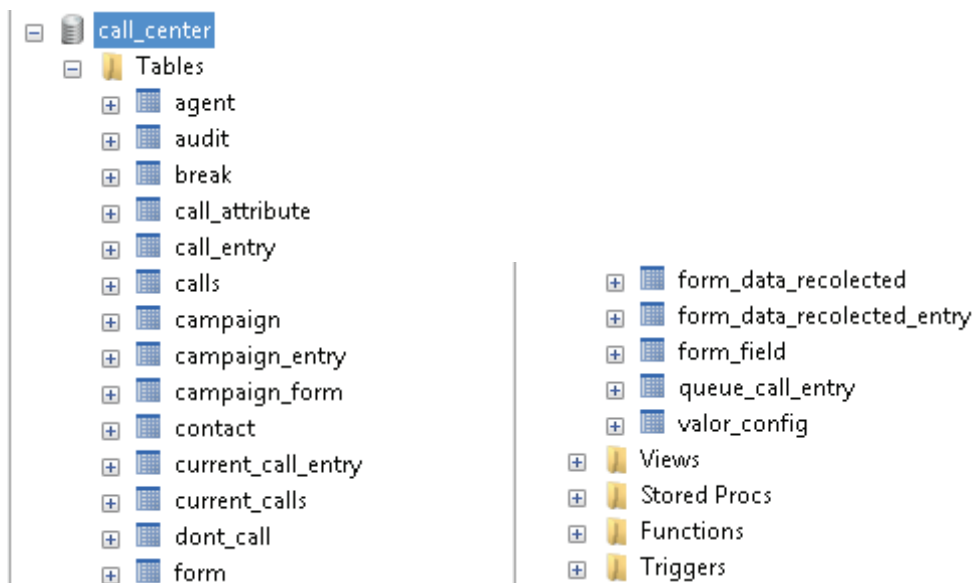 call_center
Tables
agent
audit
break
call_attribute
call_entry
calls
campaign
campaign_entry
campaign_form
contact
current_call_entry
current_calls
dont_call
form
form_data_recolected
form_data_recolected_entry
form_field
queue_call_entry
valor_config
Views
Stored Procs
Functions
Triggers